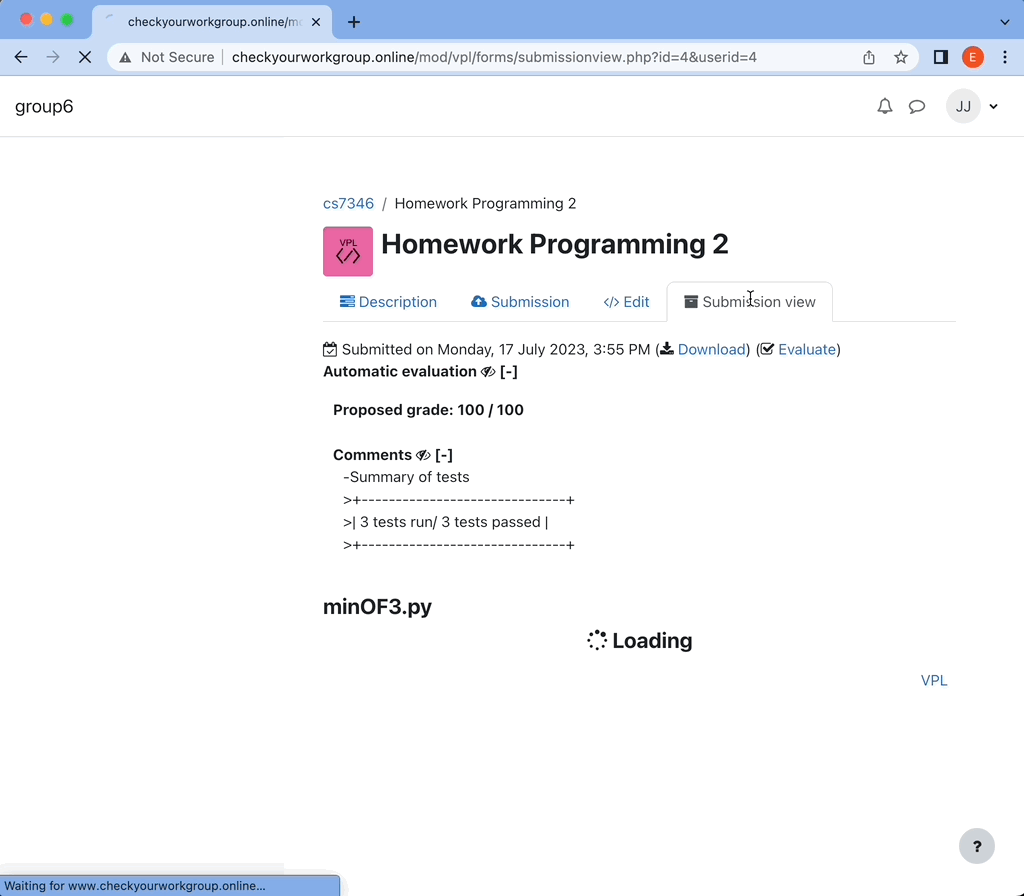 checkyourworkgroup.online/mo
Not Secure
checkyourworkgroup.online/mod/vpl/forms/submissionview.php?id=4&userid=4
E
group6
JJ
cs7346 / Homework Programming 2
VPL
Homework Programming 2
Description
Submission
</> Edit
Submission view
Submitted on Monday, 17 July 2023, 3:55 PM (Download) (Evaluate)
Automatic evaluation [-]
Proposed grade: 100 / 100
Comments [-]
-Summary of tests
>+------------------------------+
>| 3 tests run/ 3 tests passed |
>+------------------------------+
minOF3.py
Loading
VPL
?
Waiting for www.checkyourworkgroup.online...